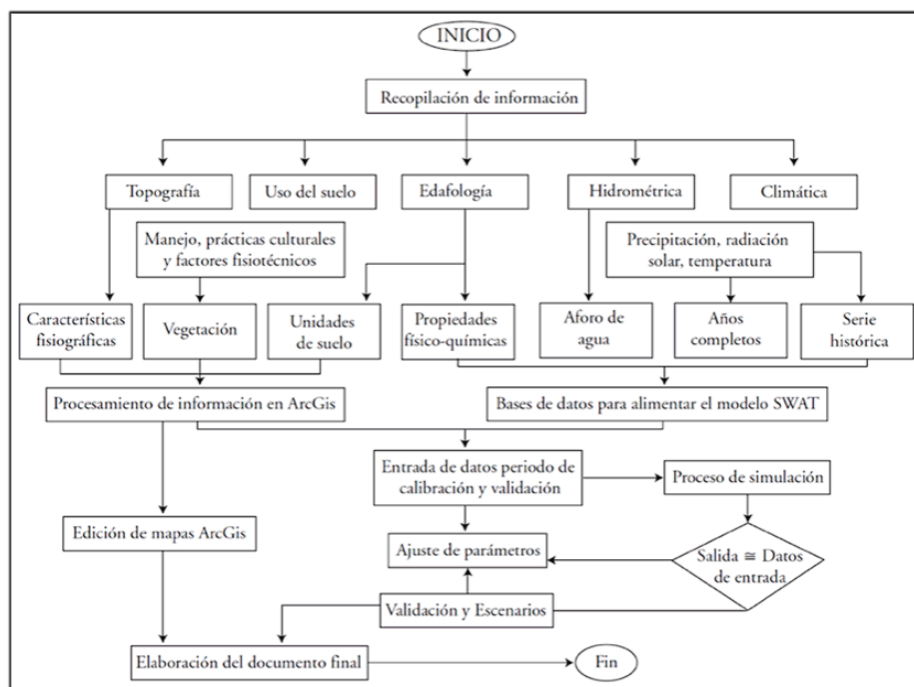 INICIO
Recopilación de información
Topografía
Uso del suelo
Edafología
Hidrométrica
Climática
Manejo, prácticas culturales
y factores fisiotécnicos
Precipitación, radiación
solar, temperatura
Características
fisiográficas
Vegetación
Unidades
de suelo
Propiedades
físico-químicas
Aforo de
agua
Años
completos
Serie
histórica
Procesamiento de información en ArcGis
Bases de datos para alimentar el modelo SWAT
Entrada de datos periodo de
calibración y validación
Proceso de simulación
Edición de mapas ArcGis
Ajuste de parámetros
Salida ≅ Datos
de entrada
Validación y Escenarios
Elaboración del documento final
Fin